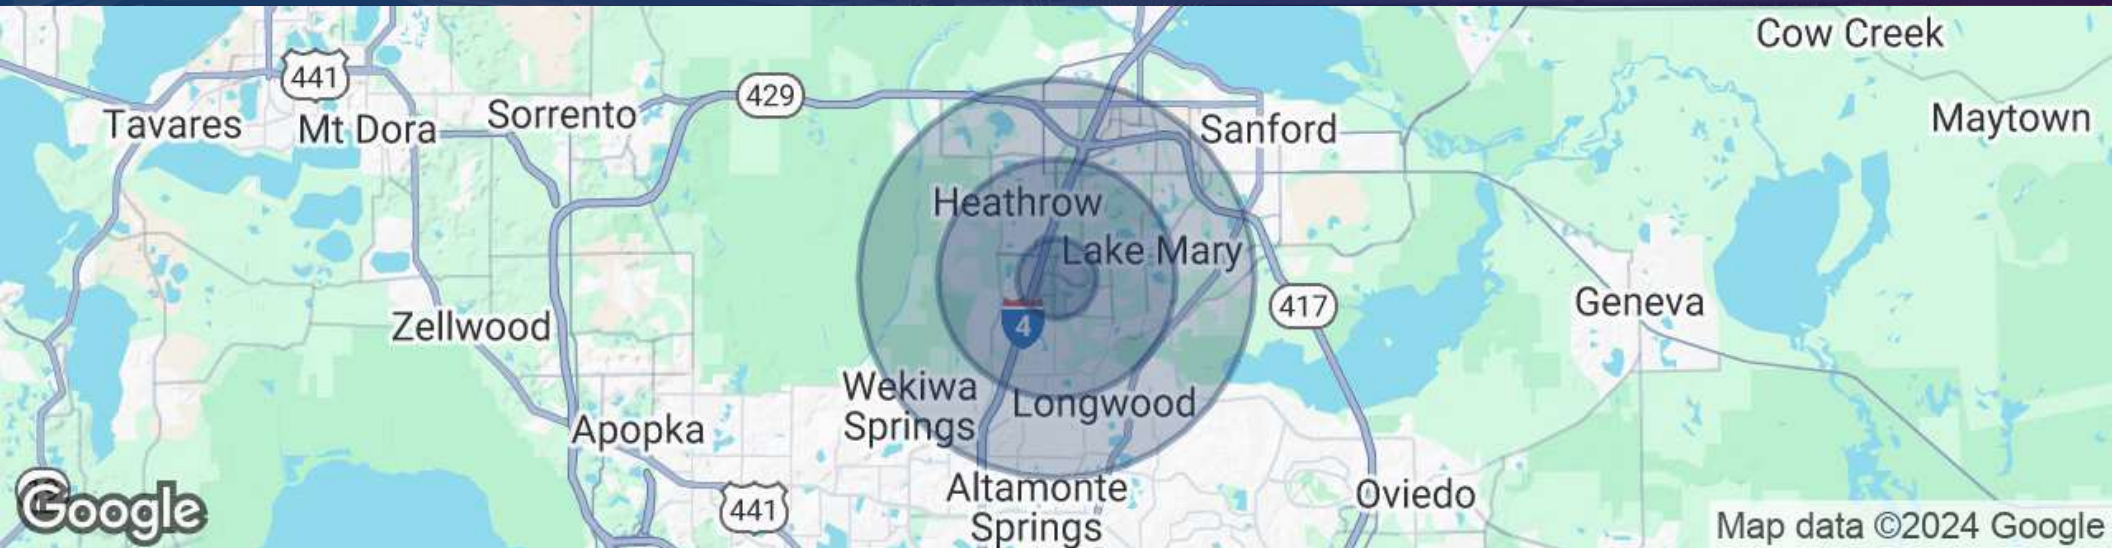 Cow Creek
441
429
Sorrento
Tavares
Mt Dora
Sanford
Maytown
Heathrow
Lake Mary
417
Geneva
4
Zellwood
Wekiwa
Springs
Longwood
Apopka
Altamonte
Springs
Oviedo
441
Google
Map data ©2024 Google